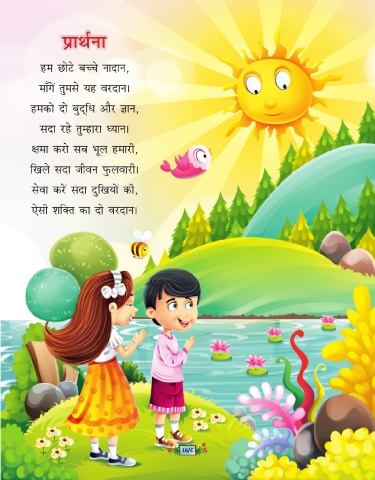 प्रार्थना
हम छोटे बच्चे नादान,
माँगे तुमसे यह वरदान।
हमको दो बुद्धि और ज्ञान,
सदा रहे तुम्हारा ध्यान।
क्षमा करो सब भूल हमारी,
खिले सदा जीवन फुलवारी।
सेवा करें सदा दुखियों की,
ऐसी शक्ति का दो वरदान।
16/C